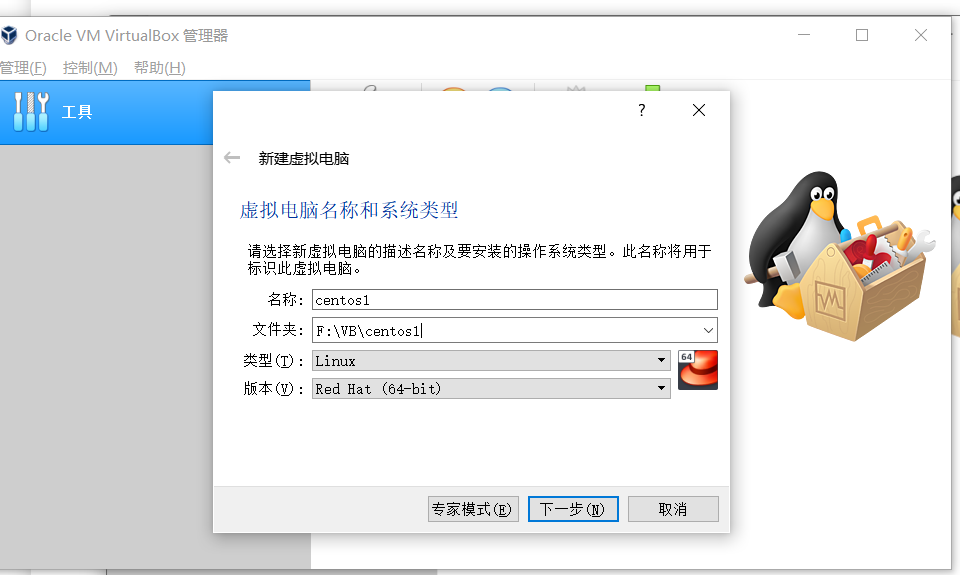 Oracle VM VirtualBox 管理器
管理(F) 控制(M) 帮助(H)
工具
?
新建虚拟电脑
虚拟电脑名称和系统类型
请选择新虚拟电脑的描述名称及要安装的操作系统类型。此名称将用于
标识此虚拟电脑。
名称: centos1
文件夹: F:\VB\centos1
类型(T): Linux
64
版本(V): Red Hat (64-bit)
专家模式(E) 下一步(N) 取消